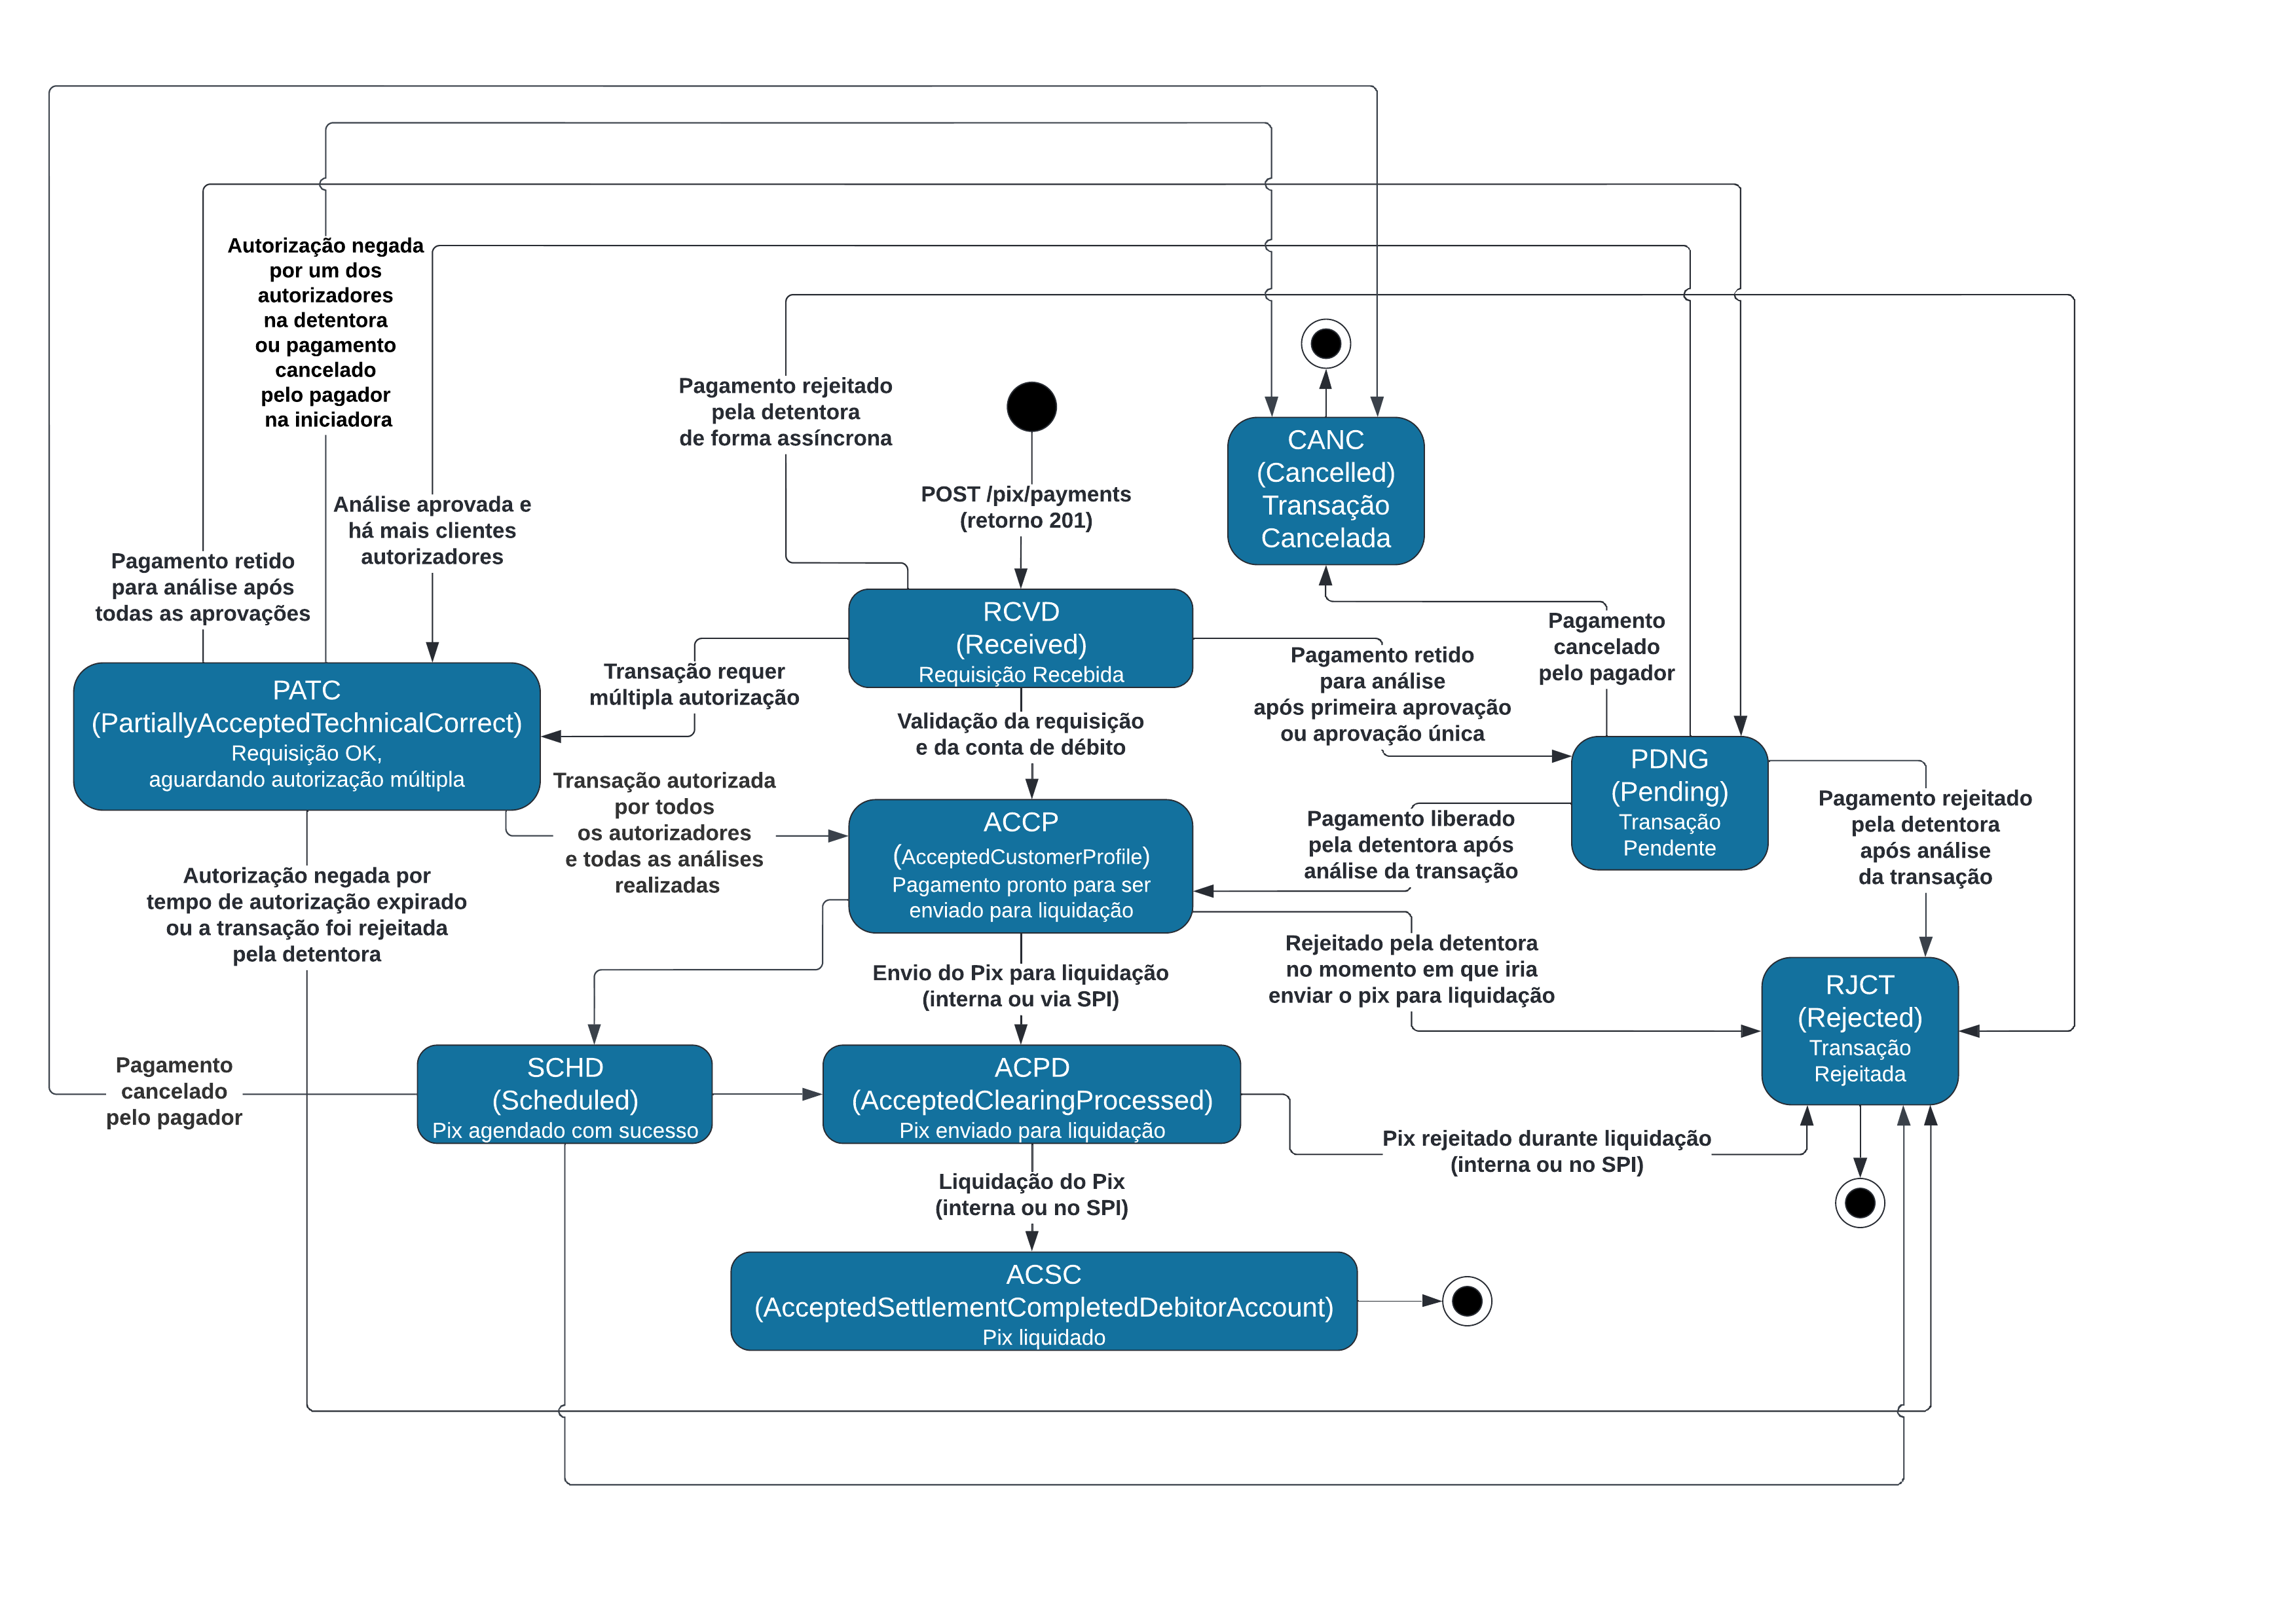 Autorização negada
por um dos
autorizadores
na detentora
ou pagamento
cancelado
pelo pagador
na iniciadora
Pagamento rejeitado
pela detentora
de forma assíncrona
CANC
(Cancelled)
Transação
Cancelada
POST /pix/payments
(retorno 201)
Análise aprovada e
há mais clientes
autorizadores
Pagamento retido
para análise após
todas as aprovações
RCVD
(Received)
Requisição Recebida
Pagamento
cancelado
pelo pagador
Transação requer
múltipla autorização
Pagamento retido
para análise
após primeira aprovação
ou aprovação única
PATC
(PartiallyAcceptedTechnicalCorrect)
Requisição OK,
aguardando autorização múltipla
Validação da requisição
e da conta de débito
PDNG
(Pending)
Transação
Pendente
Transação autorizada
por todos
os autorizadores
e todas as análises
realizadas
ACCP
(AcceptedCustomerProfile)
Pagamento pronto para ser
enviado para liquidação
Pagamento liberado
pela detentora após
análise da transação
Pagamento rejeitado
pela detentora
após análise
da transação
Autorização negada por
tempo de autorização expirado
ou a transação foi rejeitada
pela detentora
Envio do Pix para liquidação
(interna ou via SPI)
Rejeitado pela detentora
no momento em que iria
enviar o pix para liquidação
RJCT
(Rejected)
Transação
Rejeitada
Pagamento
cancelado
pelo pagador
SCHD
(Scheduled)
Pix agendado com sucesso
ACPD
(AcceptedClearingProcessed)
Pix enviado para liquidação
Pix rejeitado durante liquidação
(interna ou no SPI)
Liquidação do Pix
(interna ou no SPI)
ACSC
(AcceptedSettlementCompletedDebitorAccount)
Pix liquidado